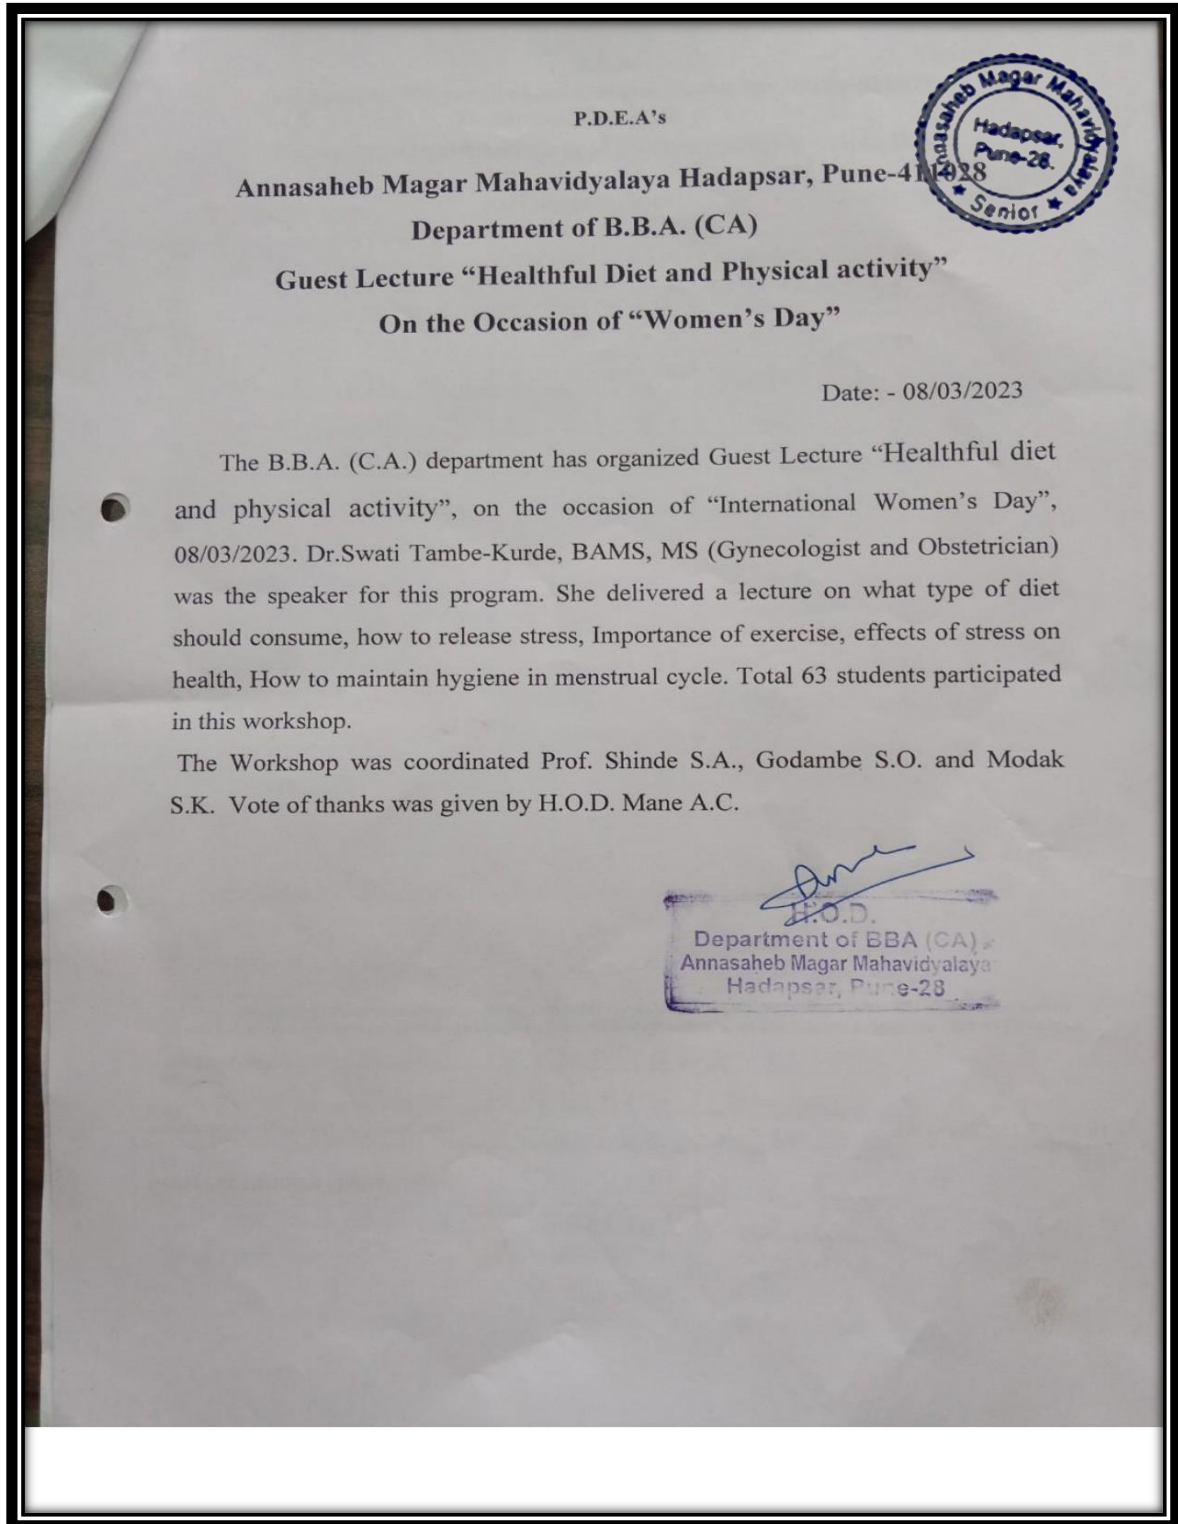 P.D.E.A's
Annasaheb Magar Mahavidyalaya Hadapsar, Pune-411028
Department of B.B.A. (CA)
Guest Lecture “Healthful Diet and Physical activity”
On the Occasion of “Women’s Day”
Annasaheb Magar Mahavidyalaya
Hadapsar,
Pune-28.
★ Senior ★
Date: - 08/03/2023
The B.B.A. (C.A.) department has organized Guest Lecture “Healthful diet
and physical activity”, on the occasion of “International Women’s Day”,
08/03/2023. Dr.Swati Tambe-Kurde, BAMS, MS (Gynecologist and Obstetrician)
was the speaker for this program. She delivered a lecture on what type of diet
should consume, how to release stress, Importance of exercise, effects of stress on
health, How to maintain hygiene in menstrual cycle. Total 63 students participated
in this workshop.
The Workshop was coordinated Prof. Shinde S.A., Godambe S.O. and Modak
S.K.  Vote of thanks was given by H.O.D. Mane A.C.
H.O.D.
Department of BBA (CA)
Annasaheb Magar Mahavidyalaya
Hadapsar, Pune-28